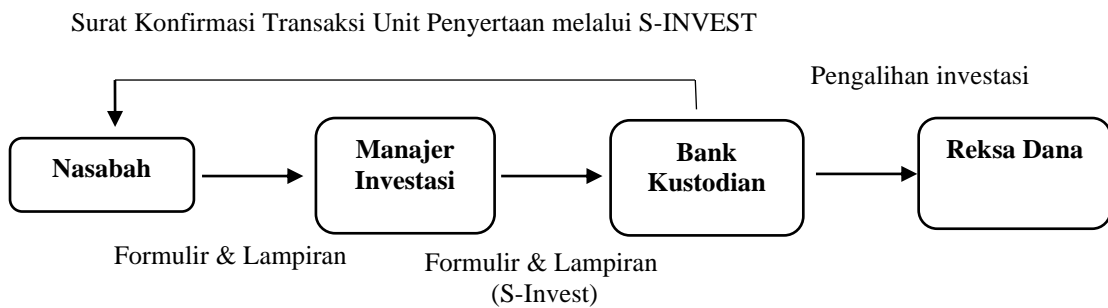 Surat Konfirmasi Transaksi Unit Penyertaan melalui S-INVEST
Pengalihan investasi
Nasabah
Manajer
Investasi
Bank
Kustodian
Reksa Dana
Formulir & Lampiran
Formulir & Lampiran
(S-Invest)